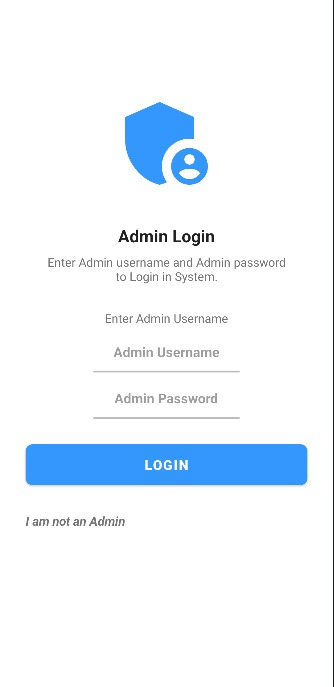 Admin Login
Enter Admin username and Admin password
to Login in System.
Enter Admin Username
Admin Username
Admin Password
LOGIN
I am not an Admin